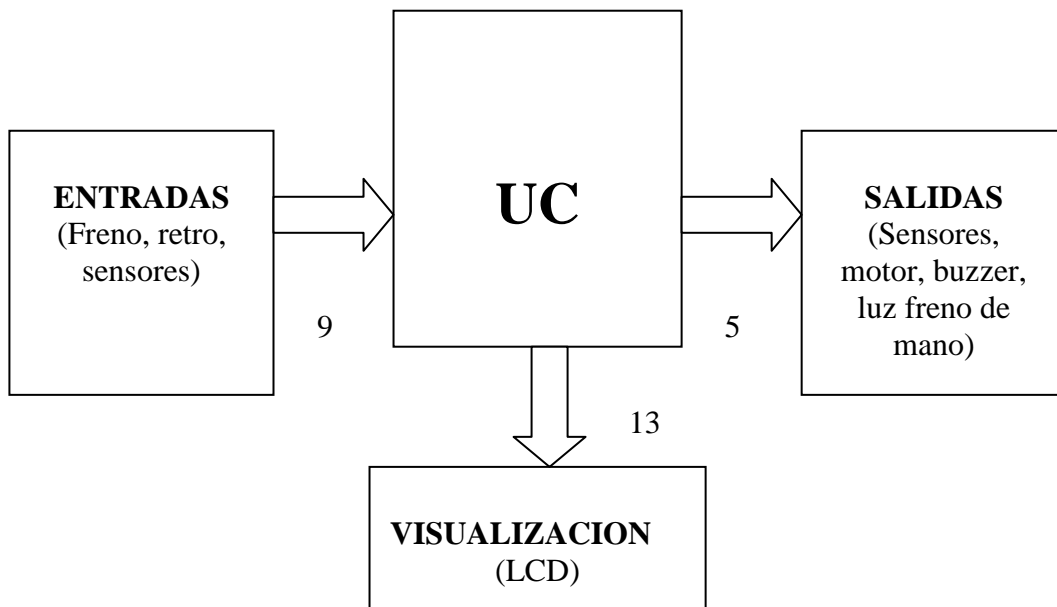 ENTRADAS
(Freno, retro,
sensores)
9
UC
5
SALIDAS
(Sensores,
motor, buzzer,
luz freno de
mano)
13
VISUALIZACION
(LCD)